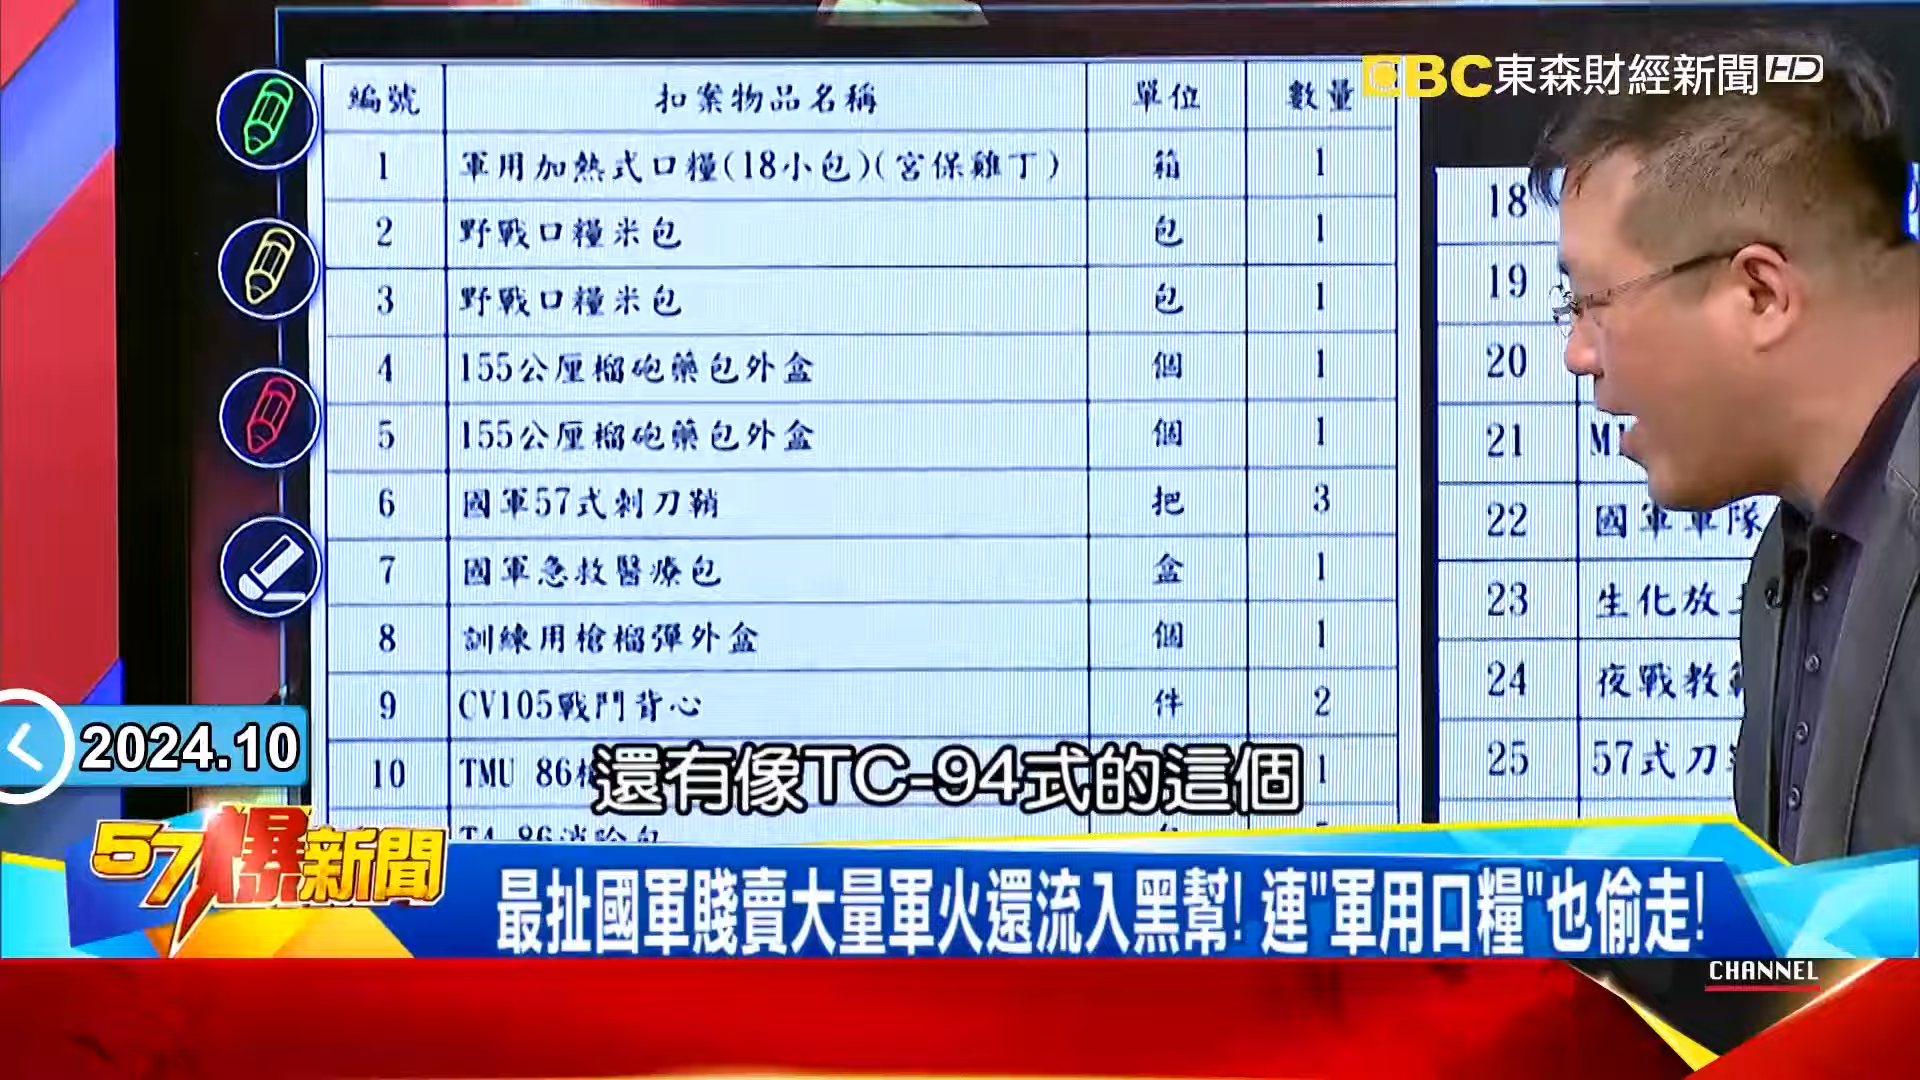 EBC東森財經新聞HD
編號 扣案物品名稱 單位 數量
1 軍用加熱式口糧(18小包)(宮保雞丁) 箱 1
2 野戰口糧米包 包 1
3 野戰口糧米包 包 1
4 155公厘榴砲藥包外盒 個 1
5 155公厘榴砲藥包外盒 個 1
6 國軍57式刺刀鞘 把 3
7 國軍急救醫療包 盒 1
8 訓練用槍榴彈外盒 個 1
9 CV105戰鬥背心 件 2
10 TMU 86 1
18
19
20
21
22 國軍軍隊
23 生化放
24 夜戰教
25 57式刀
2024.10
還有像TC-94式的這個
57爆新聞
最扯國軍賤賣大量軍火還流入黑幫! 連"軍用口糧"也偷走!
CHANNEL